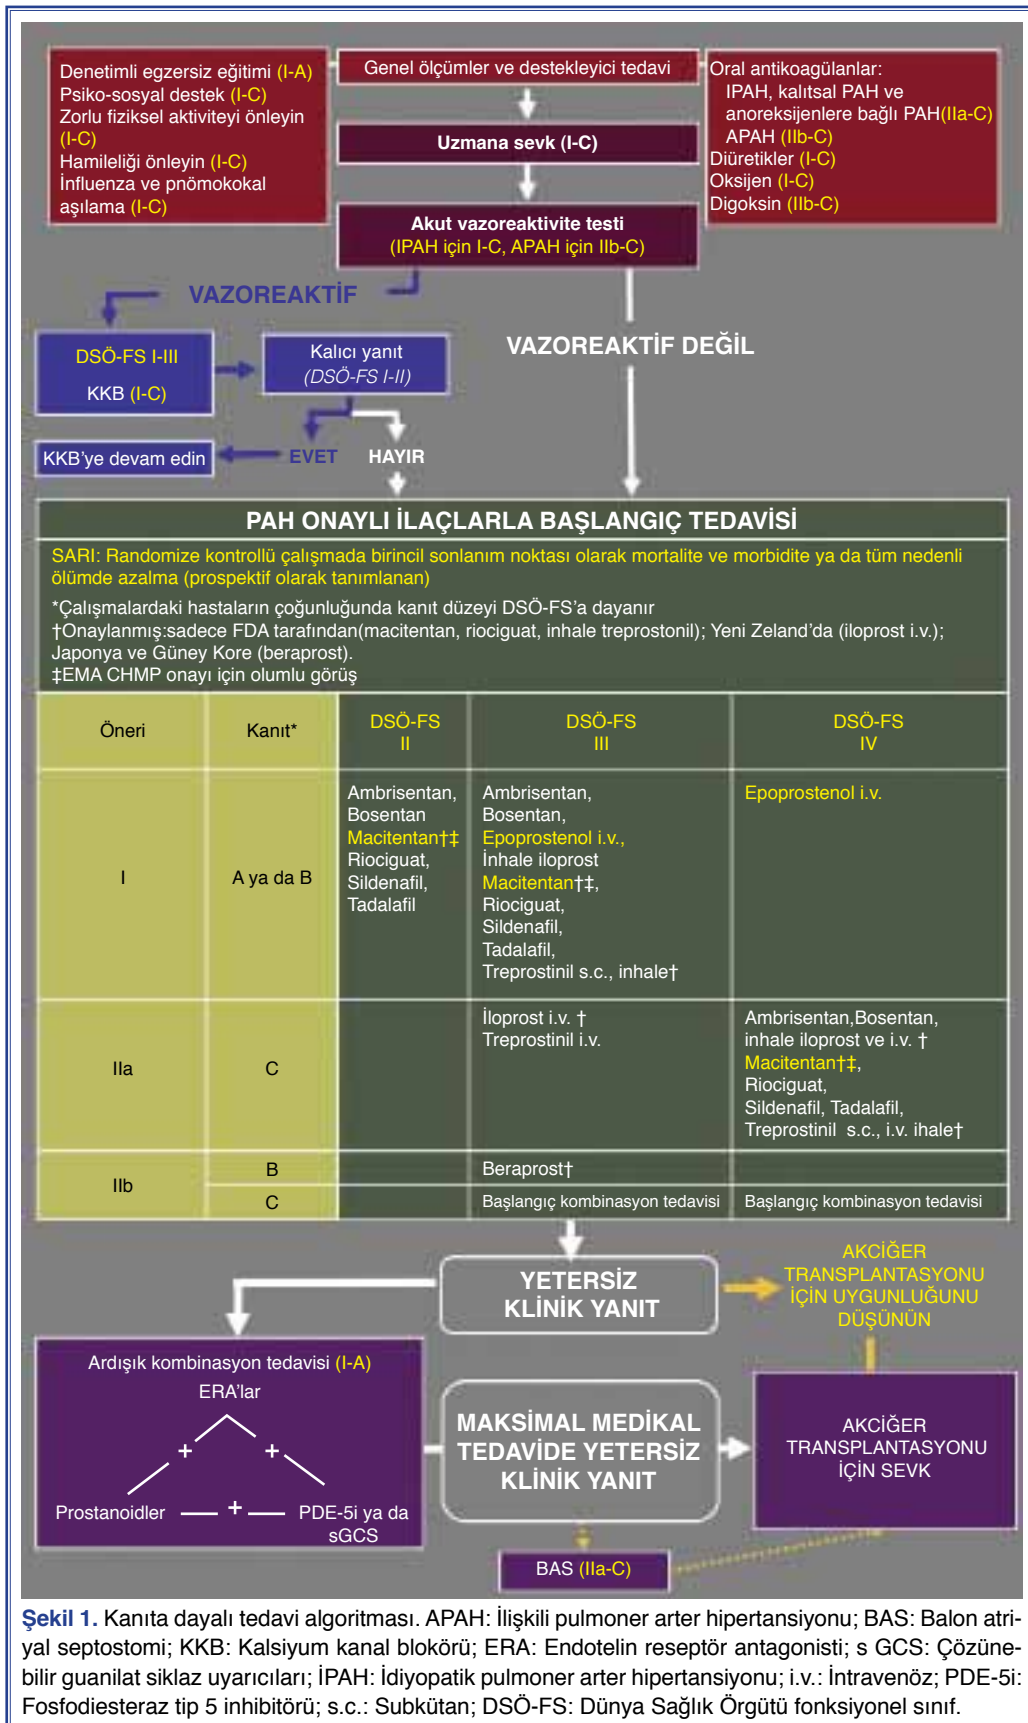 Denetimli egzersiz eğitimi (I-A)
Psiko-sosyal destek (I-C)
Zorlu fiziksel aktiviteyi önleyin
(I-C)
Hamileliği önleyin (I-C)
İnfluenza ve pnömokokal
aşılama (I-C)
Genel ölçümler ve destekleyici tedavi
Uzmana sevk (I-C)
Akut vazoreaktivite testi
(IPAH için I-C, APAH için IIb-C)
Oral antikoagülanlar:
IPAH, kalıtsal PAH ve
anoreksijenlere bağlı PAH(IIa-C)
APAH (IIb-C)
Diüretikler (I-C)
Oksijen (I-C)
Digoksin (IIb-C)
VAZOREAKTİF
VAZOREAKTİF DEĞİL
DSÖ-FS I-III
KKB (I-C)
Kalıcı yanıt
(DSÖ-FS I-II)
KKB'ye devam edin
EVET
HAYIR
PAH ONAYLI İLAÇLARLA BAŞLANGIÇ TEDAVİSİ
SARI: Randomize kontrollü çalışmada birincil sonlanım noktası olarak mortalite ve morbidite ya da tüm nedenli
ölümde azalma (prospektif olarak tanımlanan)
*Çalışmalardaki hastaların çoğunluğunda kanıt düzeyi DSÖ-FS'a dayanır
†Onaylanmış:sadece FDA tarafından(macitentan, riociguat, inhale treprostonil); Yeni Zeland'da (iloprost i.v.);
Japonya ve Güney Kore (beraprost).
‡EMA CHMP onayı için olumlu görüş
Öneri
Kanıt*
DSÖ-FS
II
DSÖ-FS
III
DSÖ-FS
IV
I
A ya da B
Ambrisentan,
Bosentan
Macitentan†‡
Riociguat,
Sildenafil,
Tadalafil
Ambrisentan,
Bosentan,
Epoprostenol i.v.,
İnhale iloprost
Macitentan†‡,
Riociguat,
Sildenafil,
Tadalafil,
Treprostinil s.c., inhale†
Epoprostenol i.v.
IIa
C
İloprost i.v. †
Treprostinil i.v.
Ambrisentan,Bosentan,
inhale iloprost ve i.v. †
Macitentan†‡,
Riociguat,
Sildenafil, Tadalafil,
Treprostinil s.c., i.v. ihale†
IIb
B
Beraprost†
C
Başlangıç kombinasyon tedavisi
Başlangıç kombinasyon tedavisi
YETERSİZ
KLİNİK YANIT
AKCİĞER
TRANSPLANTASYONU
İÇİN UYGUNLUĞUNU
DÜŞÜNÜN
Ardışık kombinasyon tedavisi (I-A)
ERA'lar
+ +
Prostanoidler + PDE-5i ya da
sGCS
MAKSİMAL MEDİKAL
TEDAVİDE YETERSİZ
KLİNİK YANIT
AKCİĞER
TRANSPLANTASYONU
İÇİN SEVK
BAS (IIa-C)
Şekil 1. Kanıta dayalı tedavi algoritması. APAH: İlişkili pulmoner arter hipertansiyonu; BAS: Balon atri-
yal septostomi; KKB: Kalsiyum kanal blokörü; ERA: Endotelin reseptör antagonisti; s GCS: Çözüne-
bilir guanilat siklaz uyarıcıları; İPAH: İdiyopatik pulmoner arter hipertansiyonu; i.v.: İntravenöz; PDE-5i:
Fosfodiesteraz tip 5 inhibitörü; s.c.: Subkütan; DSÖ-FS: Dünya Sağlık Örgütü fonksiyonel sınıf.